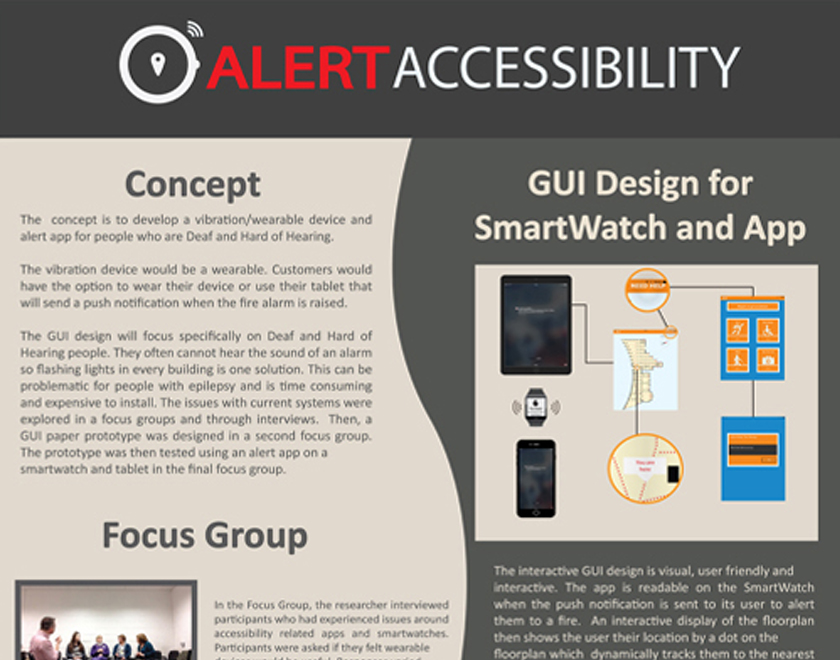 ALERTACCESSIBILITY
Concept
The concept is to develop a vibration/wearable device and
alert app for people who are Deaf and Hard of Hearing.
The vibration device would be a wearable. Customers would
have the option to wear their device or use their tablet that
will send a push notification when the fire alarm is raised.
The GUI design will focus specifically on Deaf and Hard of
Hearing people. They often cannot hear the sound of an alarm
so flashing lights in every building is one solution. This can be
problematic for people with epilepsy and is time consuming
and expensive to install. The issues with current systems were
explored in a focus groups and through interviews. Then, a
GUI paper prototype was designed in a second focus group.
The prototype was then tested using an alert app on a
smartwatch and tablet in the final focus group.
Focus Group
In the Focus Group, the researcher interviewed
participants who had experienced issues around
accessibility related apps and smartwatches.
Participants were asked if they felt wearable
GUI Design for
SmartWatch and App
NEED HELP
You are
here
The interactive GUI design is visual, user friendly and
interactive. The app is readable on the SmartWatch
when the push notification is sent to its user to alert
them to a fire. An interactive display of the floorplan
then shows the user their location by a dot on the
floorplan which dynamically tracks them to the nearest